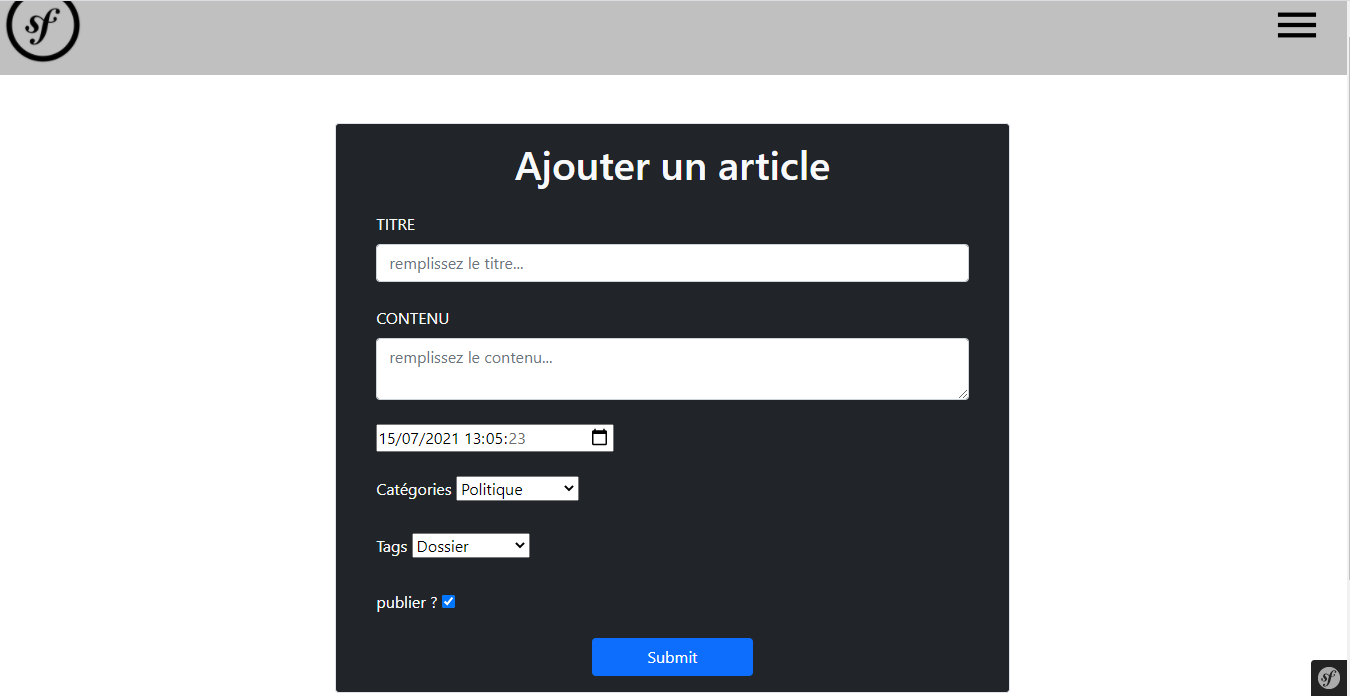 sf
Ajouter un article
TITRE
remplissez le titre...
CONTENU
remplissez le contenu...
15/07/2021 13:05:23
Catégories Politique
Tags Dossier
publier ?
Submit
sf